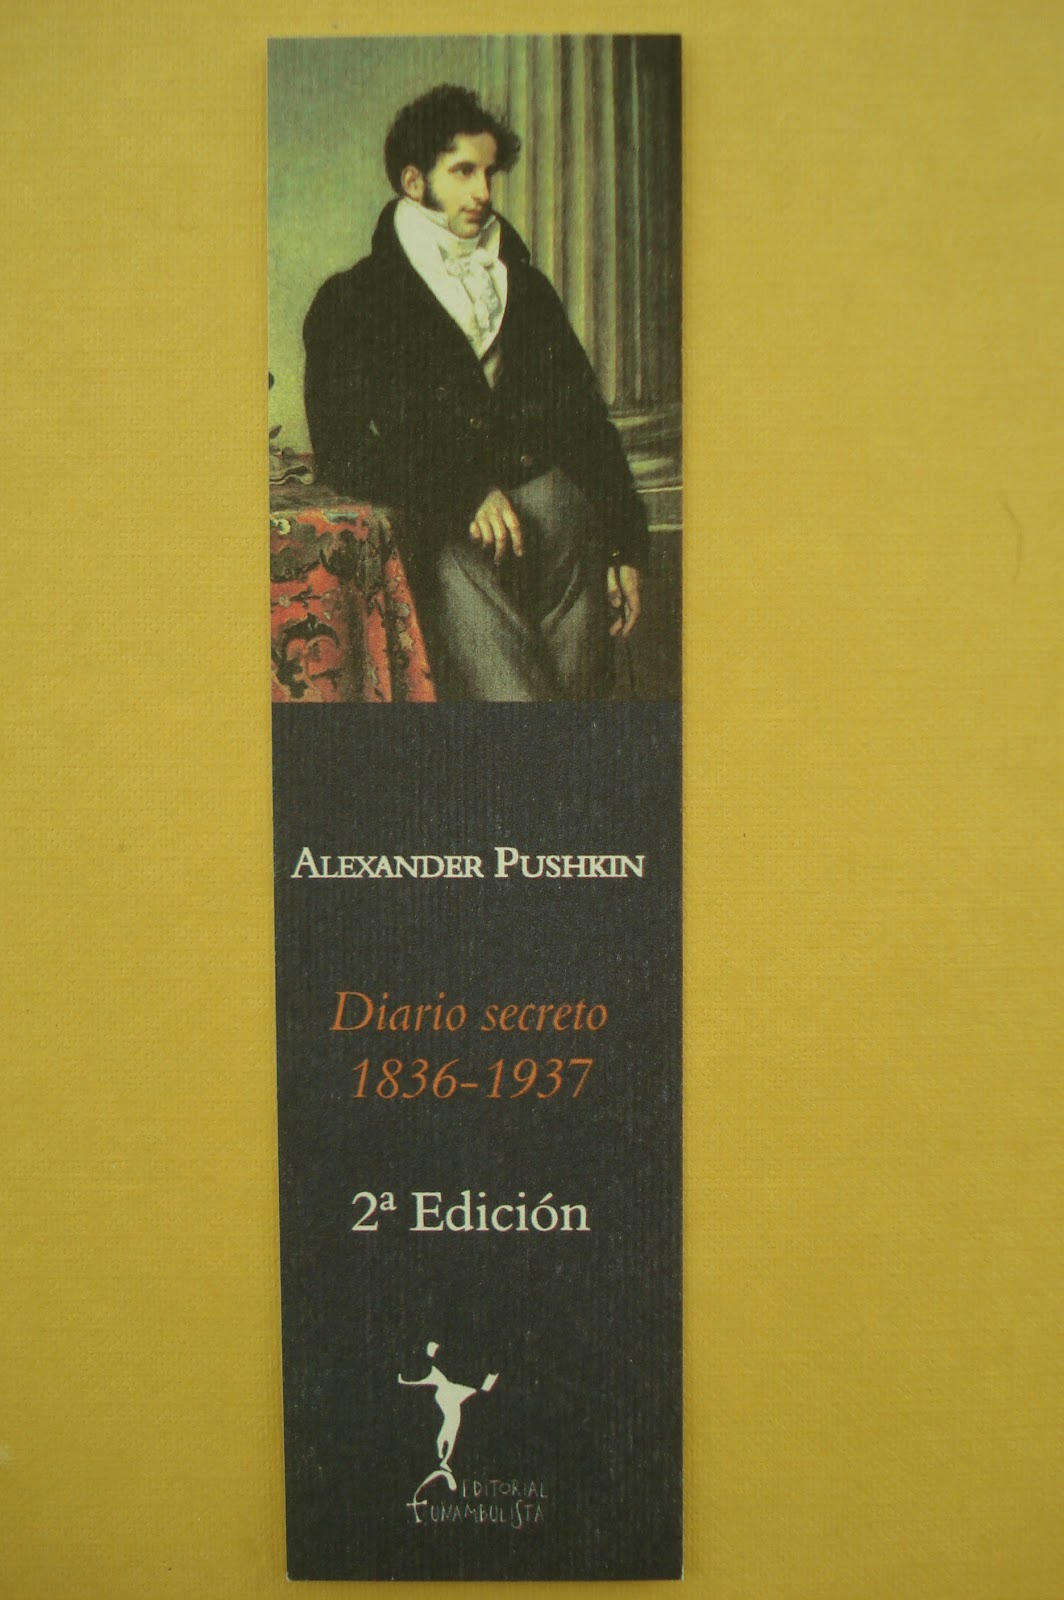 ALEXANDER PUSHKIN
Diario secreto
1836-1937
2ª Edición
EDITORIAL
FUNAMBULISTA